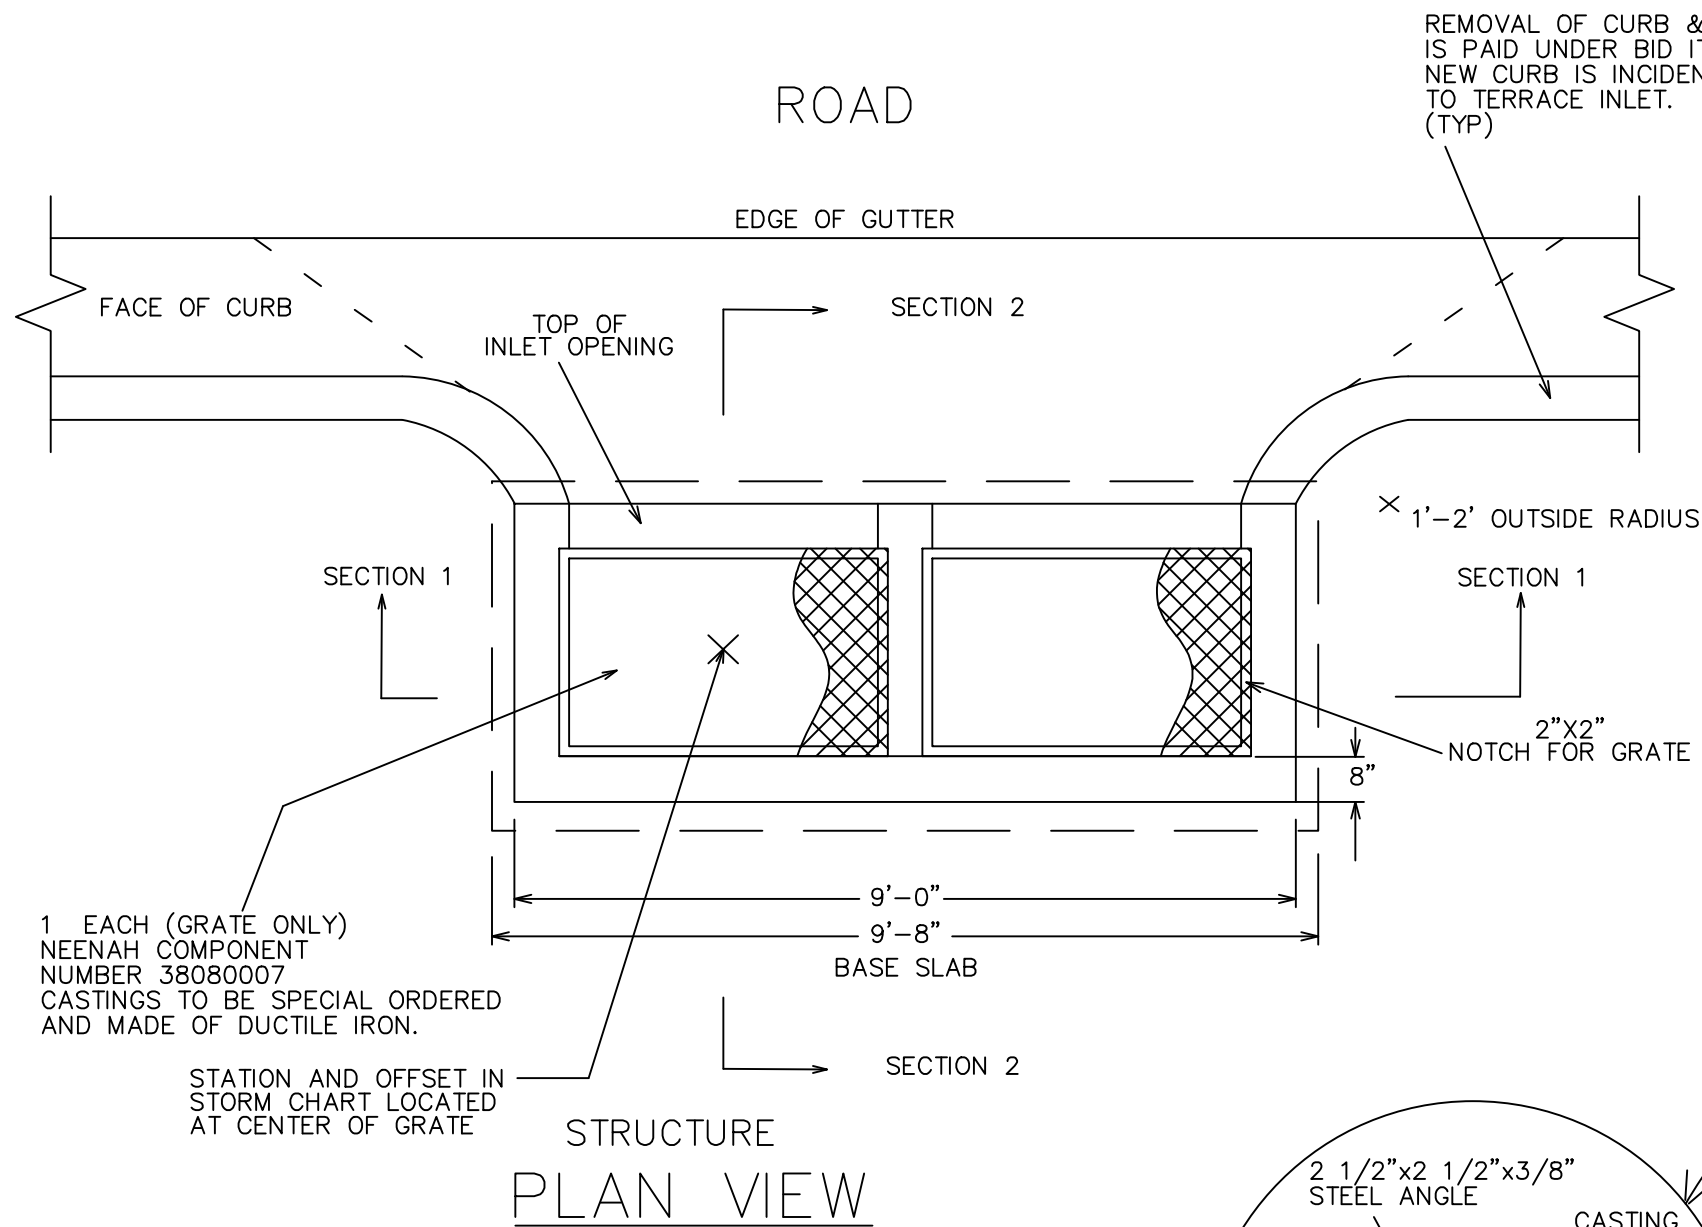 REMOVAL OF CURB &
IS PAID UNDER BID IT
NEW CURB IS INCIDEN
TO TERRACE INLET.
(TYP)
ROAD
EDGE OF GUTTER
FACE OF CURB
SECTION 2
TOP OF
INLET OPENING
1'-2' OUTSIDE RADIUS
SECTION 1
SECTION 1
2"X2"
NOTCH FOR GRATE
8"
9'-0"
9'-8"
BASE SLAB
1 EACH (GRATE ONLY)
NEENAH COMPONENT
NUMBER 38080007
CASTINGS TO BE SPECIAL ORDERED
AND MADE OF DUCTILE IRON.
SECTION 2
STATION AND OFFSET IN
STORM CHART LOCATED
AT CENTER OF GRATE
STRUCTURE
PLAN VIEW
2 1/2"x2 1/2"x3/8"
STEEL ANGLE
CASTING